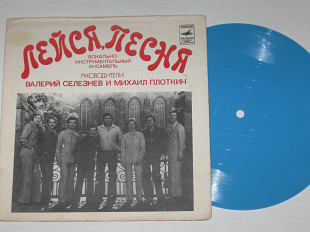 ЛЕЙСЯ, ПЕСНЯ
ВОКАЛЬНО-
ИНСТРУМЕНТАЛЬНЫЙ
АНСАМБЛЬ
РУКОВОДИТЕЛИ
ВАЛЕРИЙ СЕЛЕЗНЕВ И МИХАИЛ ПЛОТКИН